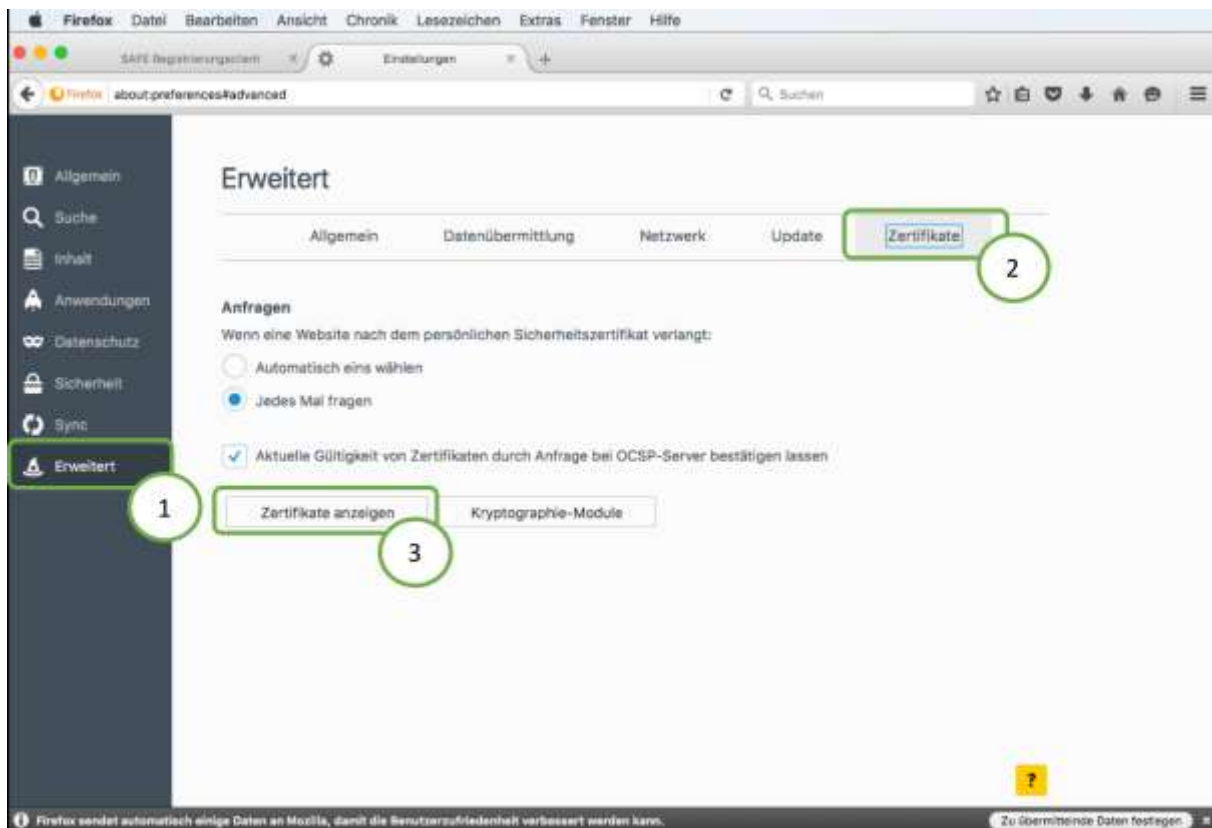 Firefox Datei Bearbeiten Ansicht Chronik Lesezeichen Extras Fenster Hilfe
SAFE Registrierungsclient Einstellungen
Firefox about:preferences#advanced Suchen
Allgemein
Suche
Inhalt
Anwendungen
Datenschutz
Sicherheit
Sync
Erweitert
1
Erweitert
Allgemein Datenübermittlung Netzwerk Update Zertifikate
2
Anfragen
Wenn eine Website nach dem persönlichen Sicherheitszertifikat verlangt:
Automatisch eins wählen
Jedes Mal fragen
Aktuelle Gültigkeit von Zertifikaten durch Anfrage bei OCSP-Server bestätigen lassen
Zertifikate anzeigen Kryptographie-Module
3
?
Firefox sendet automatisch einige Daten an Mozilla, damit die Benutzerzufriedenheit verbessert werden kann. Zu übermittelnde Daten festlegen